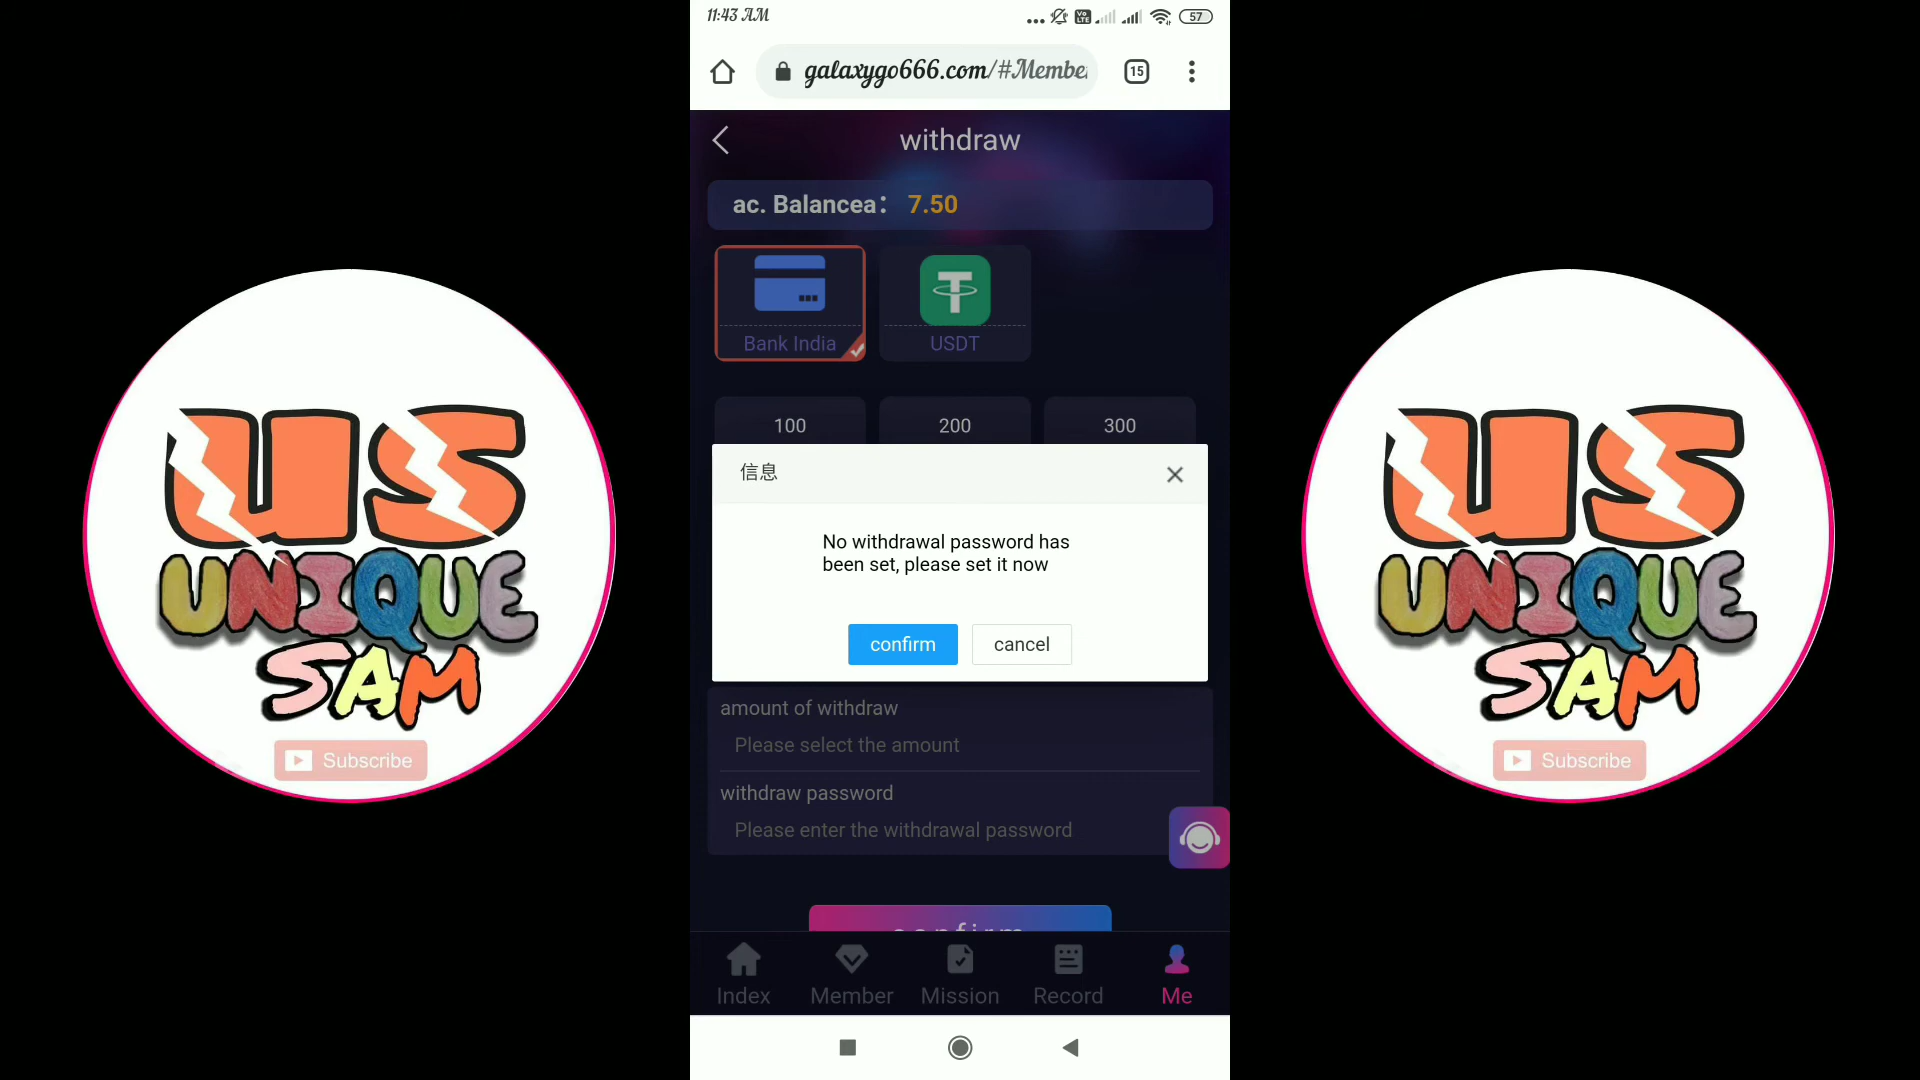 11:43 AM
57
galaxygo666.com/#Membe
15
withdraw
ac. Balancea: 7.50
Bank India
USDT
100
200
300
信息
No withdrawal password has
been set, please set it now
confirm
cancel
amount of withdraw
Please select the amount
withdraw password
Please enter the withdrawal password
confirm
Index
Member
Mission
Record
Me
US
UNIQUE
SAM
Subscribe
US
UNIQUE
SAM
Subscribe